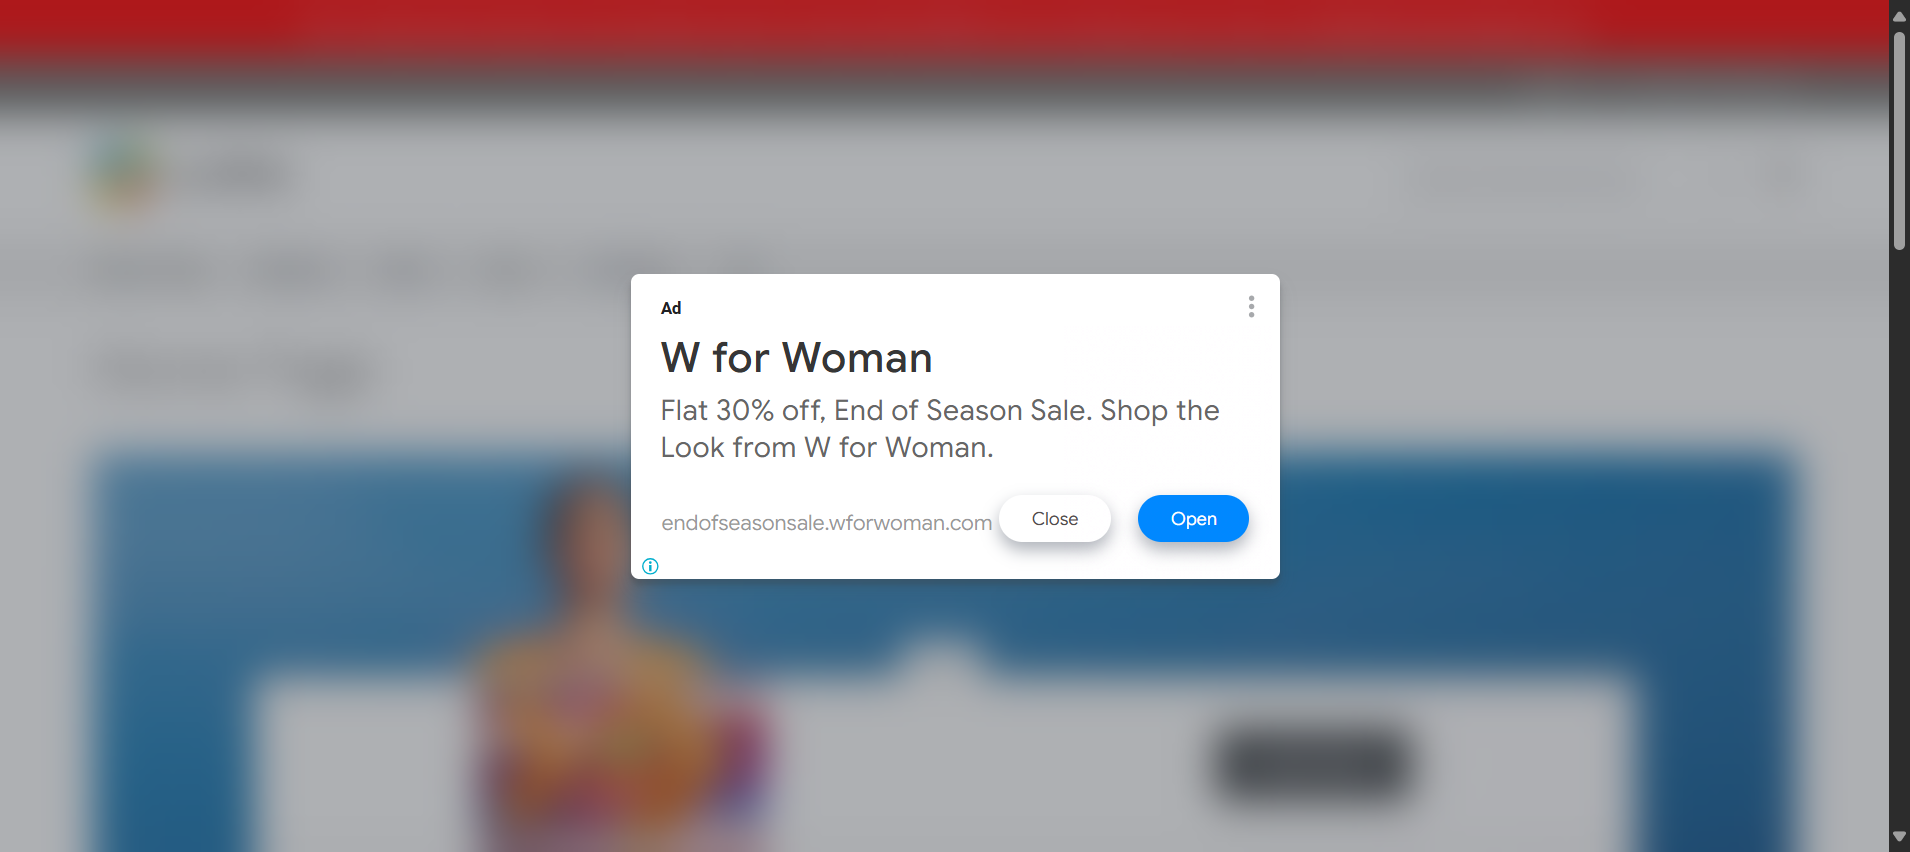 Ad
W for Woman
Flat 30% off, End of Season Sale. Shop the
Look from W for Woman.
endofseasonsale.wforwoman.com
Close
Open